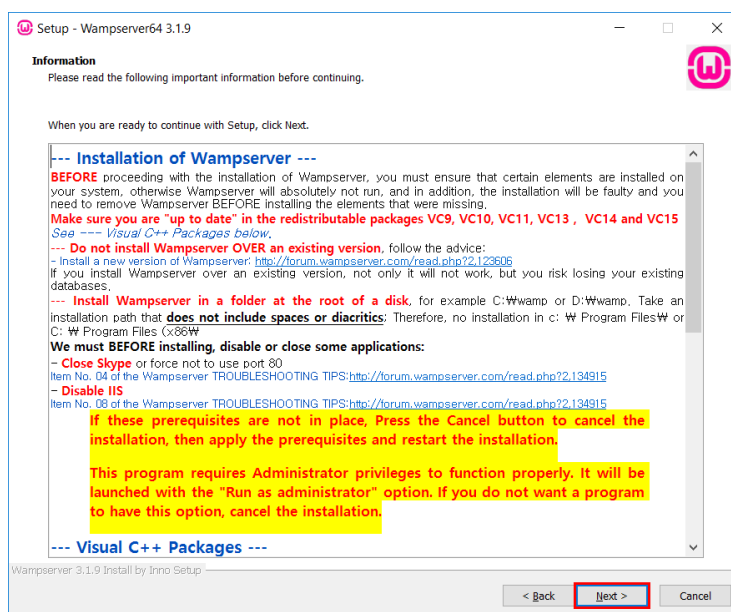 Setup - Wampserver64 3.1.9
Information
Please read the following important information before continuing.
When you are ready to continue with Setup, click Next.
--- Installation of Wampserver ---
BEFORE proceeding with the installation of Wampserver, you must ensure that certain elements are installed on
your system, otherwise Wampserver will absolutely not run, and in addition, the installation will be faulty and you
need to remove Wampserver BEFORE installing the elements that were missing.
Make sure you are "up to date" in the redistributable packages VC9, VC10, VC11, VC13 , VC14 and VC15
See --- Visual C++ Packages below.
--- Do not install Wampserver OVER an existing version, follow the advice:
- Install a new version of Wampserver: http://forum.wampserver.com/read.php?2,123606
If you install Wampserver over an existing version, not only it will not work, but you risk losing your existing
databases.
--- Install Wampserver in a folder at the root of a disk, for example C:₩wamp or D:₩wamp. Take an
installation path that does not include spaces or diacritics; Therefore, no installation in c: ₩ Program Files₩ or
C: ₩ Program Files (x86₩
We must BEFORE installing, disable or close some applications:
- Close Skype or force not to use port 80
Item No. 04 of the Wampserver TROUBLESHOOTING TIPS:http://forum.wampserver.com/read.php?2,134915
- Disable IIS
Item No. 08 of the Wampserver TROUBLESHOOTING TIPS:http://forum.wampserver.com/read.php?2,134915
If these prerequisites are not in place, Press the Cancel button to cancel the
installation, then apply the prerequisites and restart the installation.
This program requires Administrator privileges to function properly. It will be
launched with the "Run as administrator" option. If you do not want a program
to have this option, cancel the installation.
--- Visual C++ Packages ---
Wampserver 3.1.9 Install by Inno Setup
< Back
Next >
Cancel